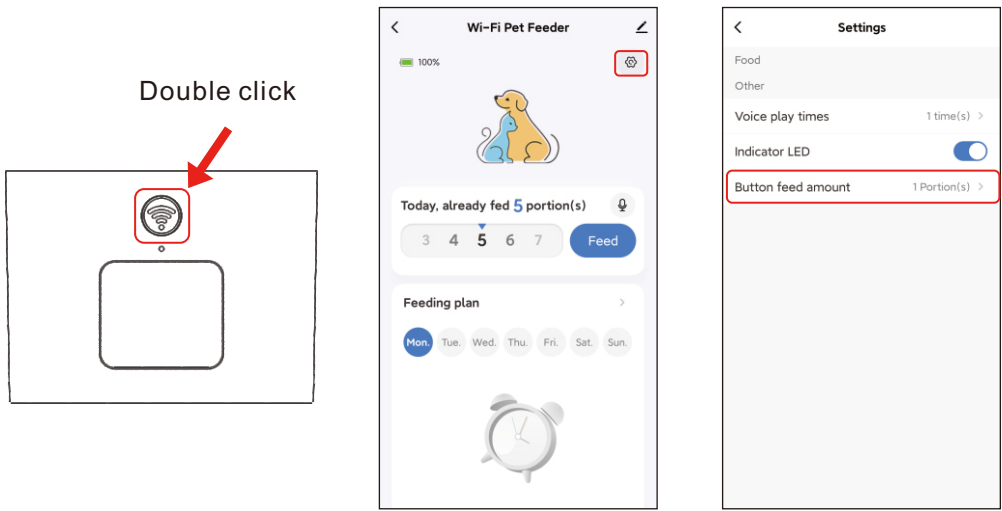 Double click
Wi-Fi Pet Feeder
100%
Today, already fed 5 portion(s)
3 4 5 6 7 Feed
Feeding plan
Mon. Tue. Wed. Thu. Fri. Sat. Sun.
Settings
Food
Other
Voice play times 1 time(s)
Indicator LED
Button feed amount 1 Portion(s)